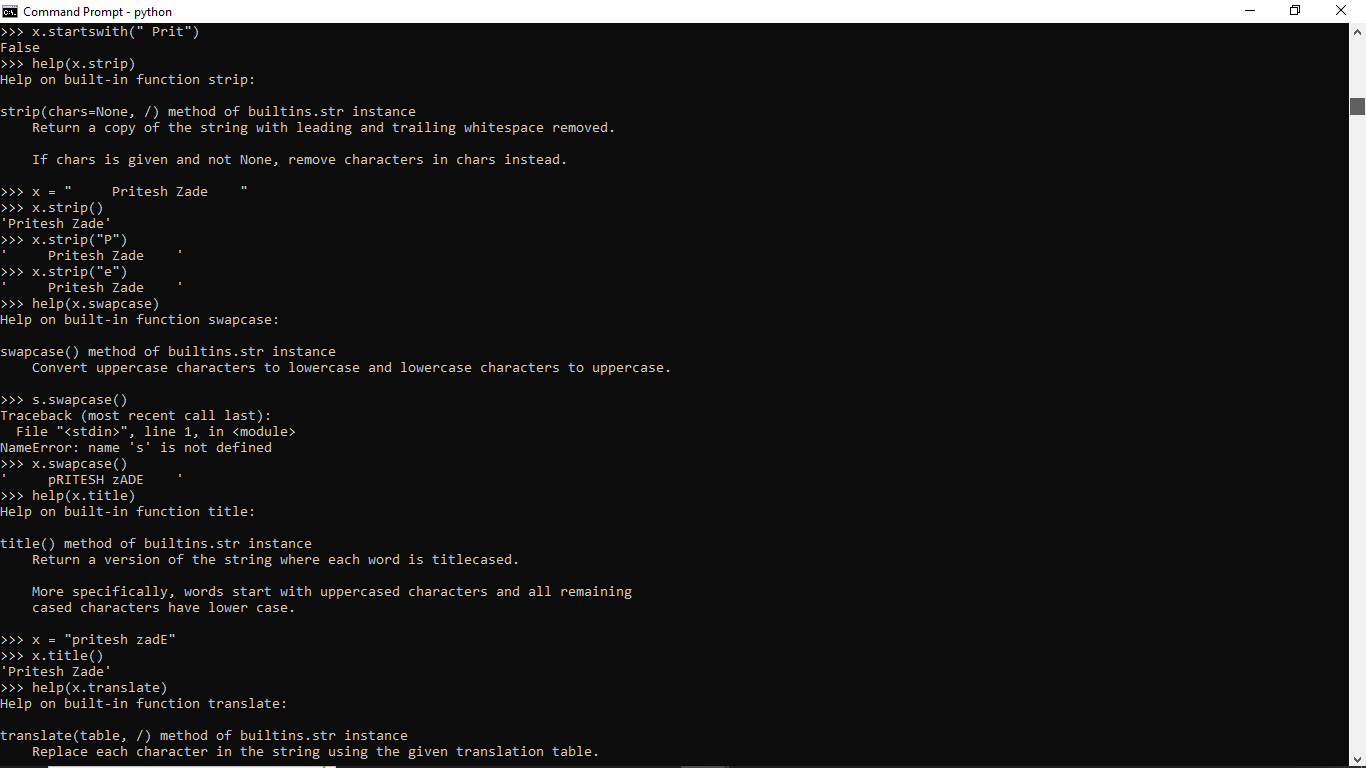 Command Prompt - python
>>> x.startswith(" Prit")
False
>>> help(x.strip)
Help on built-in function strip:

strip(chars=None, /) method of builtins.str instance
    Return a copy of the string with leading and trailing whitespace removed.

    If chars is given and not None, remove characters in chars instead.

>>> x = "     Pritesh Zade    "
>>> x.strip()
'Pritesh Zade'
>>> x.strip("P")
'     Pritesh Zade    '
>>> x.strip("e")
'     Pritesh Zade    '
>>> help(x.swapcase)
Help on built-in function swapcase:

swapcase() method of builtins.str instance
    Convert uppercase characters to lowercase and lowercase characters to uppercase.

>>> s.swapcase()
Traceback (most recent call last):
  File "<stdin>", line 1, in <module>
NameError: name 's' is not defined
>>> x.swapcase()
'     pRITESH zADE    '
>>> help(x.title)
Help on built-in function title:

title() method of builtins.str instance
    Return a version of the string where each word is titlecased.

    More specifically, words start with uppercased characters and all remaining
    cased characters have lower case.

>>> x = "pritesh zadE"
>>> x.title()
'Pritesh Zade'
>>> help(x.translate)
Help on built-in function translate:

translate(table, /) method of builtins.str instance
    Replace each character in the string using the given translation table.